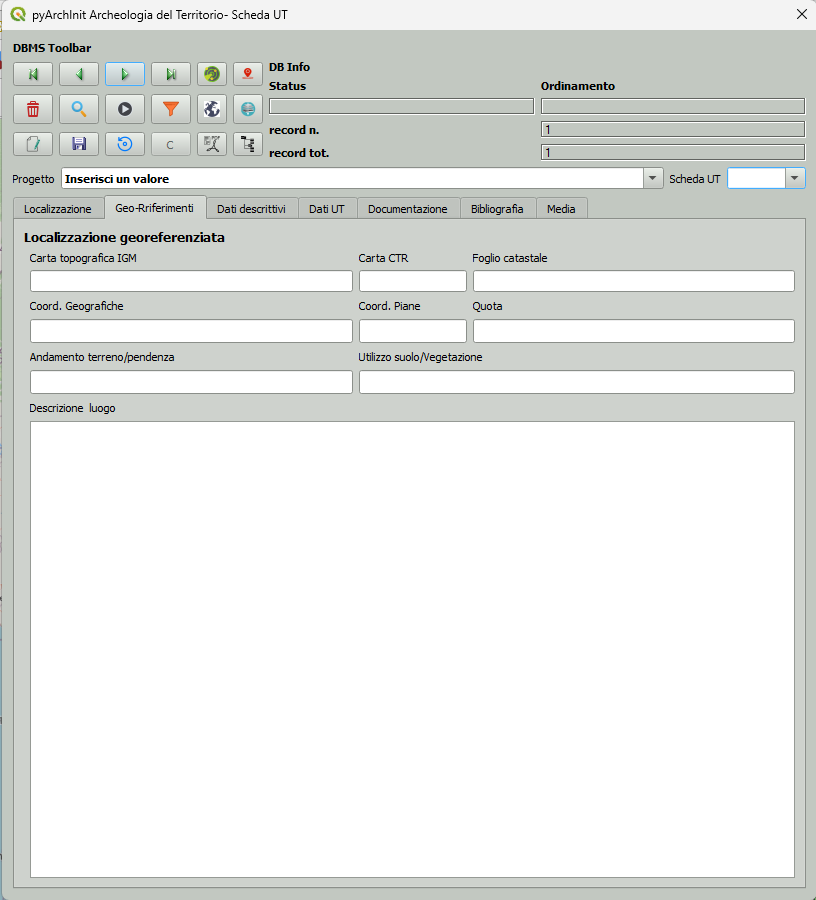 pyArchInit Archeologia del Territorio- Scheda UT
DBMS Toolbar
DB Info
Status
Ordinamento
record n.
1
record tot.
1
C
Progetto
Inserisci un valore
Scheda UT
Localizzazione
Geo-Rriferimenti
Dati descrittivi
Dati UT
Documentazione
Bibliografia
Media
Localizzazione georeferenziata
Carta topografica IGM
Carta CTR
Foglio catastale
Coord. Geografiche
Coord. Piane
Quota
Andamento terreno/pendenza
Utilizzo suolo/Vegetazione
Descrizione luogo